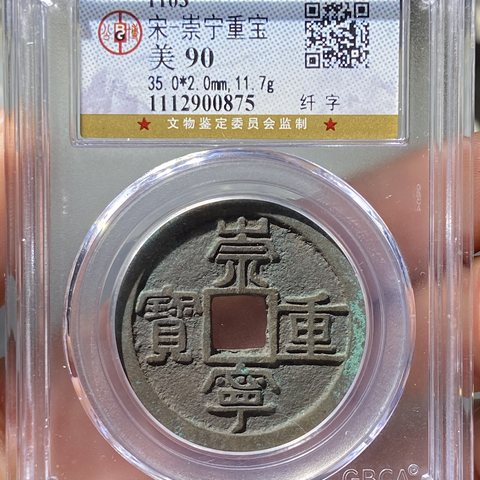 1103
宋-崇宁重宝
美 90
35.0*2.0mm,11.7g
1112900875 纤字
★ 文物鉴定委员会监制 ★
崇
寶 重
寧
GBCA®